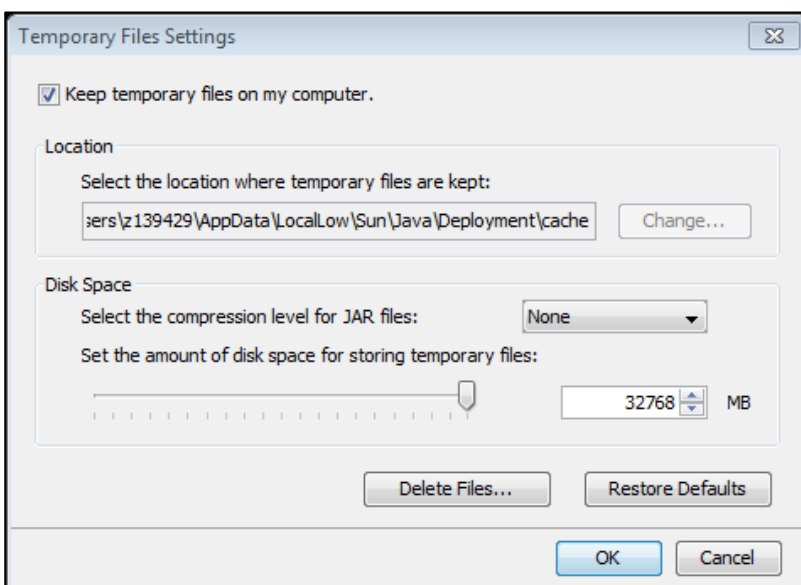 Temporary Files Settings
Keep temporary files on my computer.
Location
Select the location where temporary files are kept:
sers\z139429\AppData\LocalLow\Sun\Java\Deployment\cache
Change...
Disk Space
Select the compression level for JAR files: None
Set the amount of disk space for storing temporary files:
32768 MB
Delete Files... Restore Defaults
OK Cancel